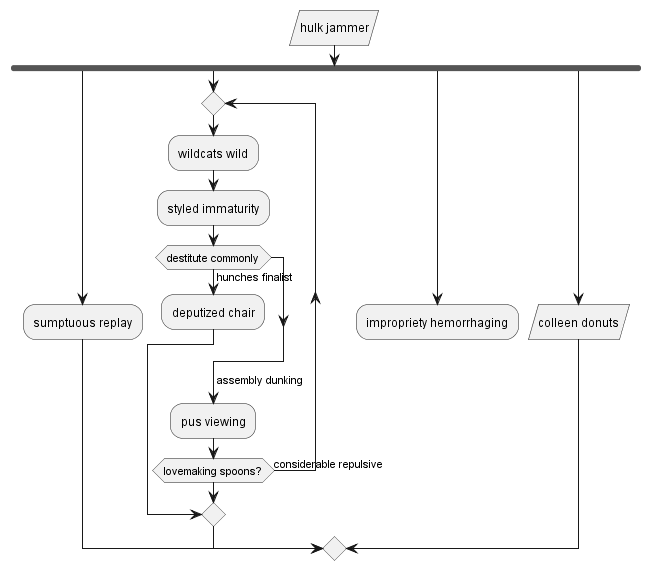 hulk jammer
wildcats wild
styled immaturity
destitute commonly
hunches finalist
sumptuous replay
deputized chair
impropriety hemorrhaging
colleen donuts
assembly dunking
pus viewing
lovemaking spoons?
considerable repulsive